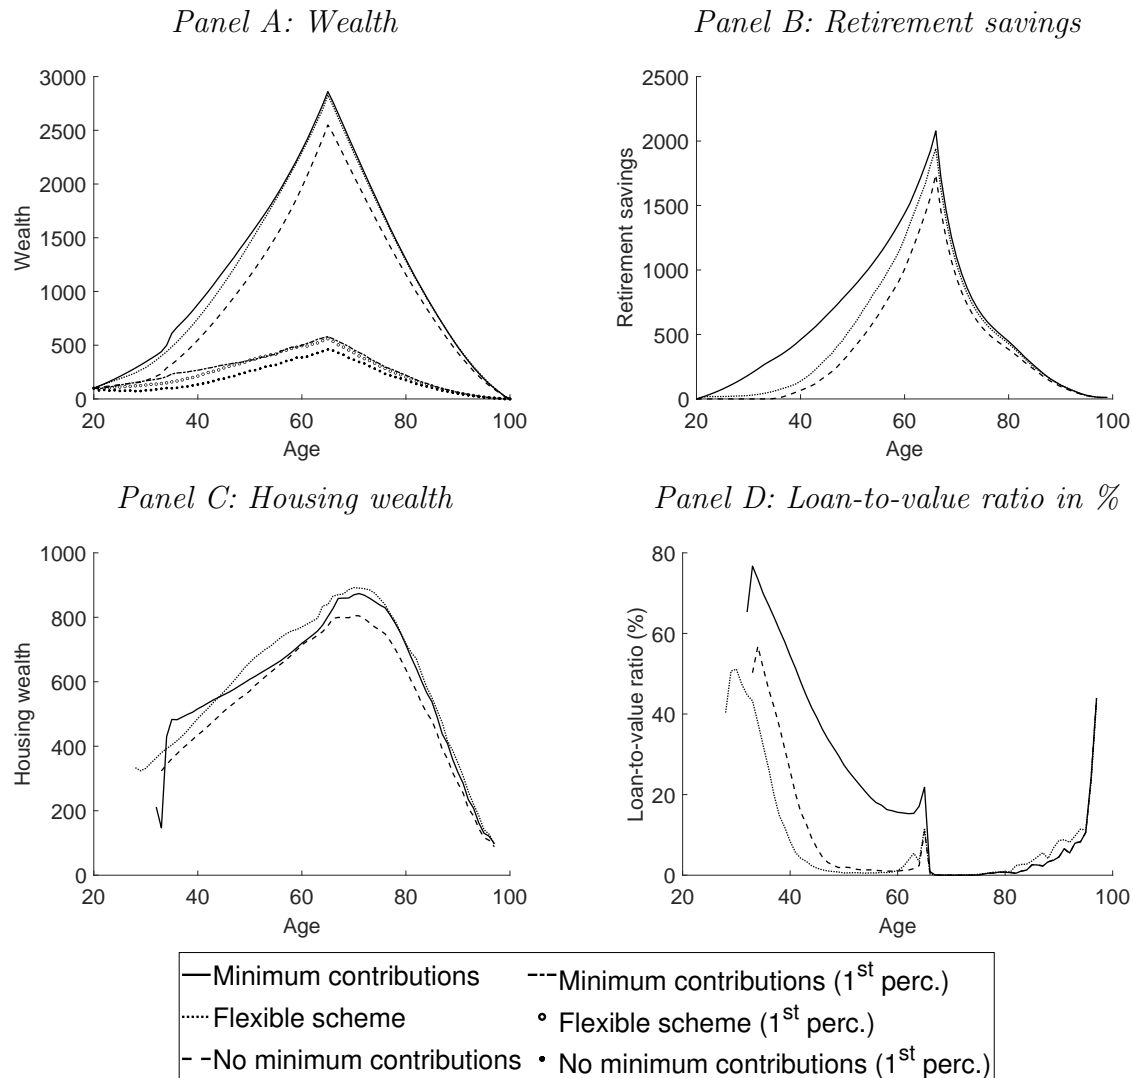 Panel A: Wealth
Panel B: Retirement savings
3000
2500
2000
1500
1000
500
0
Wealth
20 40 60 80 100
Age
2500
2000
1500
1000
500
0
Retirement savings
20 40 60 80 100
Age
Panel C: Housing wealth
Panel D: Loan-to-value ratio in %
1000
800
600
400
200
0
Housing wealth
20 40 60 80 100
Age
80
60
40
20
0
Loan-to-value ratio (%)
20 40 60 80 100
Age
Minimum contributions
Flexible scheme
No minimum contributions
Minimum contributions (1st perc.)
Flexible scheme (1st perc.)
No minimum contributions (1st perc.)